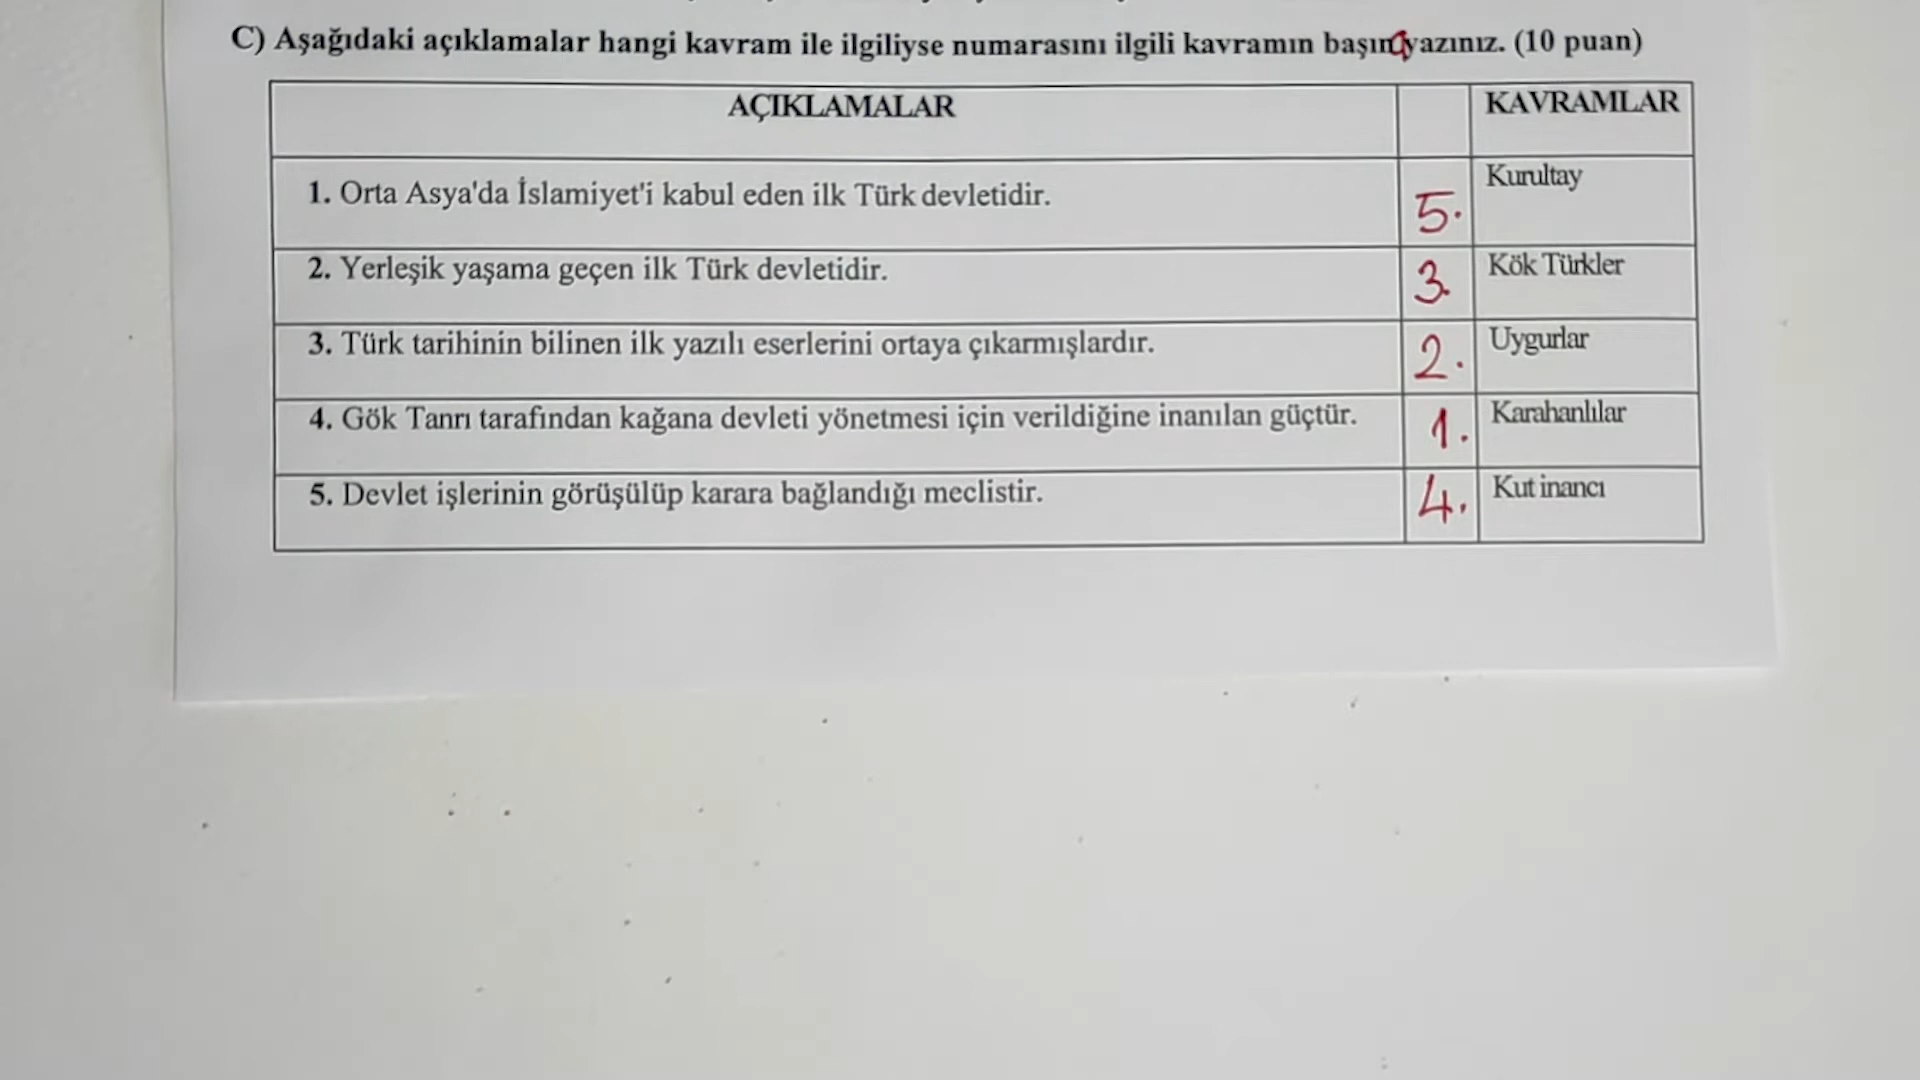 C) Aşağıdaki açıklamalar hangi kavram ile ilgiliyse numarasını ilgili kavramın başına yazınız. (10 puan)
AÇIKLAMALAR KAVRAMLAR
1. Orta Asya'da İslamiyet'i kabul eden ilk Türk devletidir. 5. Kurultay
2. Yerleşik yaşama geçen ilk Türk devletidir. 3. Kök Türkler
3. Türk tarihinin bilinen ilk yazılı eserlerini ortaya çıkarmışlardır. 2. Uygurlar
4. Gök Tanrı tarafından kağana devleti yönetmesi için verildiğine inanılan güçtür. 1. Karahanlılar
5. Devlet işlerinin görüşülüp karara bağlandığı meclistir. 4. Kut inancı